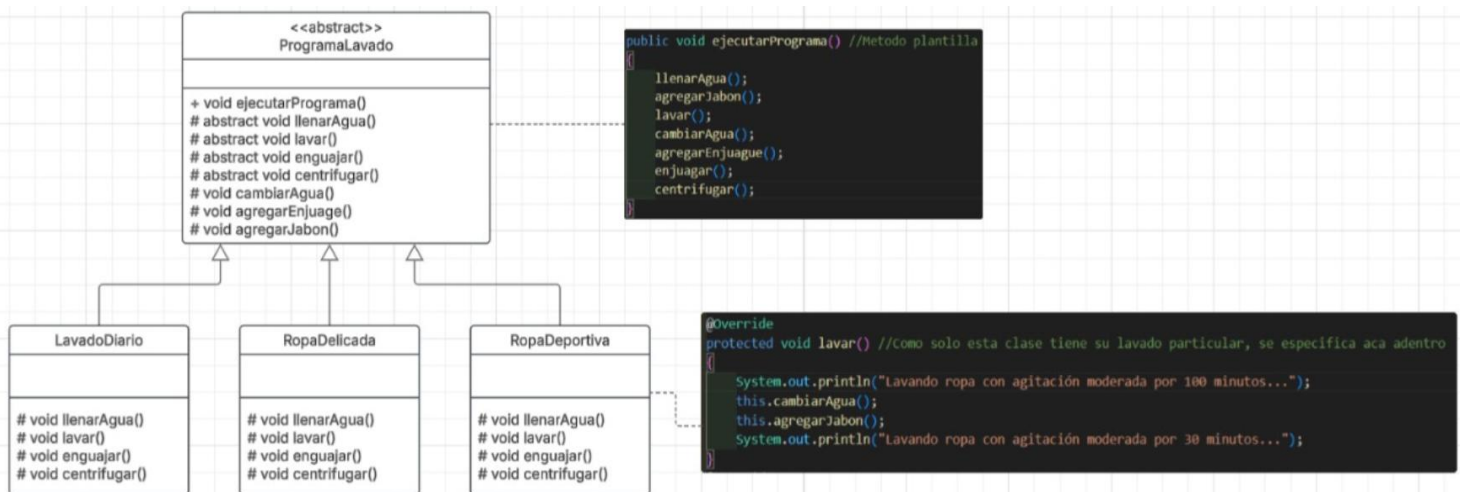 <<abstract>>
ProgramaLavado
+ void ejecutarPrograma()
# abstract void llenarAgua()
# abstract void lavar()
# abstract void enguajar()
# abstract void centrifugar()
# void cambiarAgua()
# void agregarEnjuage()
# void agregarJabon()
public void ejecutarPrograma() //Metodo plantilla
{
llenarAgua();
agregarJabon();
lavar();
cambiarAgua();
agregarEnjuague();
enjuagar();
centrifugar();
}
LavadoDiario
# void llenarAgua()
# void lavar()
# void enguajar()
# void centrifugar()
RopaDelicada
# void llenarAgua()
# void lavar()
# void enguajar()
# void centrifugar()
RopaDeportiva
# void llenarAgua()
# void lavar()
# void enguajar()
# void centrifugar()
@Override
protected void lavar() //Como solo esta clase tiene su lavado particular, se especifica aca adentro
{
System.out.println("Lavando ropa con agitación moderada por 100 minutos...");
this.cambiarAgua();
this.agregarJabon();
System.out.println("Lavando ropa con agitación moderada por 30 minutos...");
}